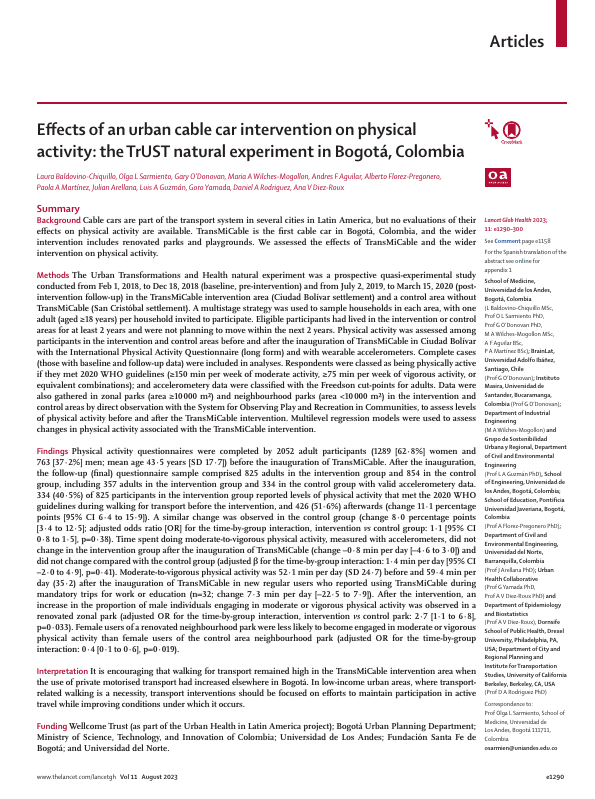 Articles
Effects of an urban cable car intervention on physical
activity: the TrUST natural experiment in Bogotá, Colombia
Laura Baldovino-Chiquillo, Olga L Sarmiento, Gary O'Donovan, Maria A Wilches-Mogollon, Andres F Aguilar, Alberto Florez-Pregonero,
Paola A Martínez, Julian Arellana, Luis A Guzmán, Goro Yamada, Daniel A Rodriguez, Ana V Diez-Roux
Summary
Background Cable cars are part of the transport system in several cities in Latin America, but no evaluations of their
effects on physical activity are available. TransMiCable is the first cable car in Bogotá, Colombia, and the wider
intervention includes renovated parks and playgrounds. We assessed the effects of TransMiCable and the wider
intervention on physical activity.
Methods The Urban Transformations and Health natural experiment was a prospective quasi-experimental study
conducted from Feb 1, 2018, to Dec 18, 2018 (baseline, pre-intervention) and from July 2, 2019, to March 15, 2020 (post-
intervention follow-up) in the TransMiCable intervention area (Ciudad Bolívar settlement) and a control area without
TransMiCable (San Cristóbal settlement). A multistage strategy was used to sample households in each area, with one
adult (aged ≥18 years) per household invited to participate. Eligible participants had lived in the intervention or control
areas for at least 2 years and were not planning to move within the next 2 years. Physical activity was assessed among
participants in the intervention and control areas before and after the inauguration of TransMiCable in Ciudad Bolívar
with the International Physical Activity Questionnaire (long form) and with wearable accelerometers. Complete cases
(those with baseline and follow-up data) were included in analyses. Respondents were classed as being physically active
if they met 2020 WHO guidelines (≥150 min per week of moderate activity, ≥75 min per week of vigorous activity, or
equivalent combinations); and accelerometry data were classified with the Freedson cut-points for adults. Data were
also gathered in zonal parks (area ≥10 000 m²) and neighbourhood parks (area <10 000 m²) in the intervention and
control areas by direct observation with the System for Observing Play and Recreation in Communities, to assess levels
of physical activity before and after the TransMiCable intervention. Multilevel regression models were used to assess
changes in physical activity associated with the TransMiCable intervention.
Findings Physical activity questionnaires were completed by 2052 adult participants (1289 [62·8%] women and
763 [37·2%] men; mean age 43·5 years [SD 17·7]) before the inauguration of TransMiCable. After the inauguration,
the follow-up (final) questionnaire sample comprised 825 adults in the intervention group and 854 in the control
group, including 357 adults in the intervention and 334 in the control group with valid accelerometery data.
334 (40·5%) of 825 participants in the intervention group reported levels of physical activity that met the 2020 WHO
guidelines during walking for transport before the intervention, and 426 (51·6%) afterwards (change 11·1 percentage
points [95% CI 6·4 to 15·9]). A similar change was observed in the control group (change 8·0 percentage points
[3·4 to 12·5]; adjusted odds ratio [OR] for the time-by-group interaction, intervention vs control group: 1·1 [95% CI
0·8 to 1·5], p=0·38). Time spent doing moderate-to-vigorous physical activity, measured with accelerometers, did not
change in the intervention group after the inauguration of TransMiCable (change –0·8 min per day [–4·6 to 3·0]) and
did not change compared with the control group (adjusted β for the time-by-group interaction: 1·4 min per day [95% CI
–2·0 to 4·9], p=0·41). Moderate-to-vigorous physical activity was 52·1 min per day (SD 24·7) before and 59·4 min per
day (35·2) after the inauguration of TransMiCable in new regular users who reported using TransMiCable during
mandatory trips for work or education (n=32; change 7·3 min per day [–22·5 to 7·9]). After the intervention, an
increase in the proportion of male individuals engaging in moderate or vigorous physical activity was observed in a
renovated zonal park (adjusted OR for the time-by-group interaction, intervention vs control park: 2·7 [1·1 to 6·8],
p=0·033). Female users of a renovated neighbourhood park were less likely to become engaged in moderate or vigorous
physical activity than female users of the control area neighbourhood park (adjusted OR for the time-by-group
interaction: 0·4 [0·1 to 0·6], p=0·019).
Interpretation It is encouraging that walking for transport remained high in the TransMiCable intervention area when
the use of private motorised transport had increased elsewhere in Bogotá. In low-income urban areas, where transport-
related walking is a necessity, transport interventions should be focused on efforts to maintain participation in active
travel while improving conditions under which it occurs.
Funding Wellcome Trust (as part of the Urban Health in Latin America project); Bogotá Urban Planning Department;
Ministry of Science, Technology, and Innovation of Colombia; Universidad de Los Andes; Fundación Santa Fe de
Bogotá; and Universidad del Norte.
CrossMark
oa
open access
Lancet Glob Health 2023;
11: e1290–300
See Comment page e1158
For the Spanish translation of the
abstract see online for
appendix 1
School of Medicine,
Universidad de los Andes,
Bogotá, Colombia
(L Baldovino-Chiquillo MSc,
Prof O L Sarmiento PhD,
Prof G O'Donovan PhD,
M A Wilches-Mogollon MSc,
A F Aguilar BSc,
P A Martínez BSc); BrainLat,
Universidad Adolfo Ibáñez,
Santiago, Chile
(Prof G O'Donovan); Instituto
Masira, Universidad de
Santander, Bucaramanga,
Colombia (Prof G O'Donovan);
Department of Industrial
Engineering
(M A Wilches-Mogollon) and
Grupo de Sostenibilidad
Urbana y Regional, Department
of Civil and Environmental
Engineering
(Prof L A Guzmán PhD), School
of Engineering, Universidad de
los Andes, Bogotá, Colombia;
School of Education, Pontificia
Universidad Javeriana, Bogotá,
Colombia
(Prof A Florez-Pregonero PhD);
Department of Civil and
Environmental Engineering,
Universidad del Norte,
Barranquilla, Colombia
(Prof J Arellana PhD); Urban
Health Collaborative
(Prof G Yamada PhD,
Prof A V Diez-Roux PhD) and
Department of Epidemiology
and Biostatistics
(Prof A V Diez-Roux), Dornsife
School of Public Health, Drexel
University, Philadelphia, PA,
USA; Department of City and
Regional Planning and
Institute for Transportation
Studies, University of California
Berkeley, Berkeley, CA, USA
(Prof D A Rodriguez PhD)
Correspondence to:
Prof Olga L Sarmiento, School of
Medicine, Universidad de
Los Andes, Bogotá 111711,
Colombia
osarmien@uniandes.edu.co
www.thelancet.com/lancetgh Vol 11 August 2023
e1290